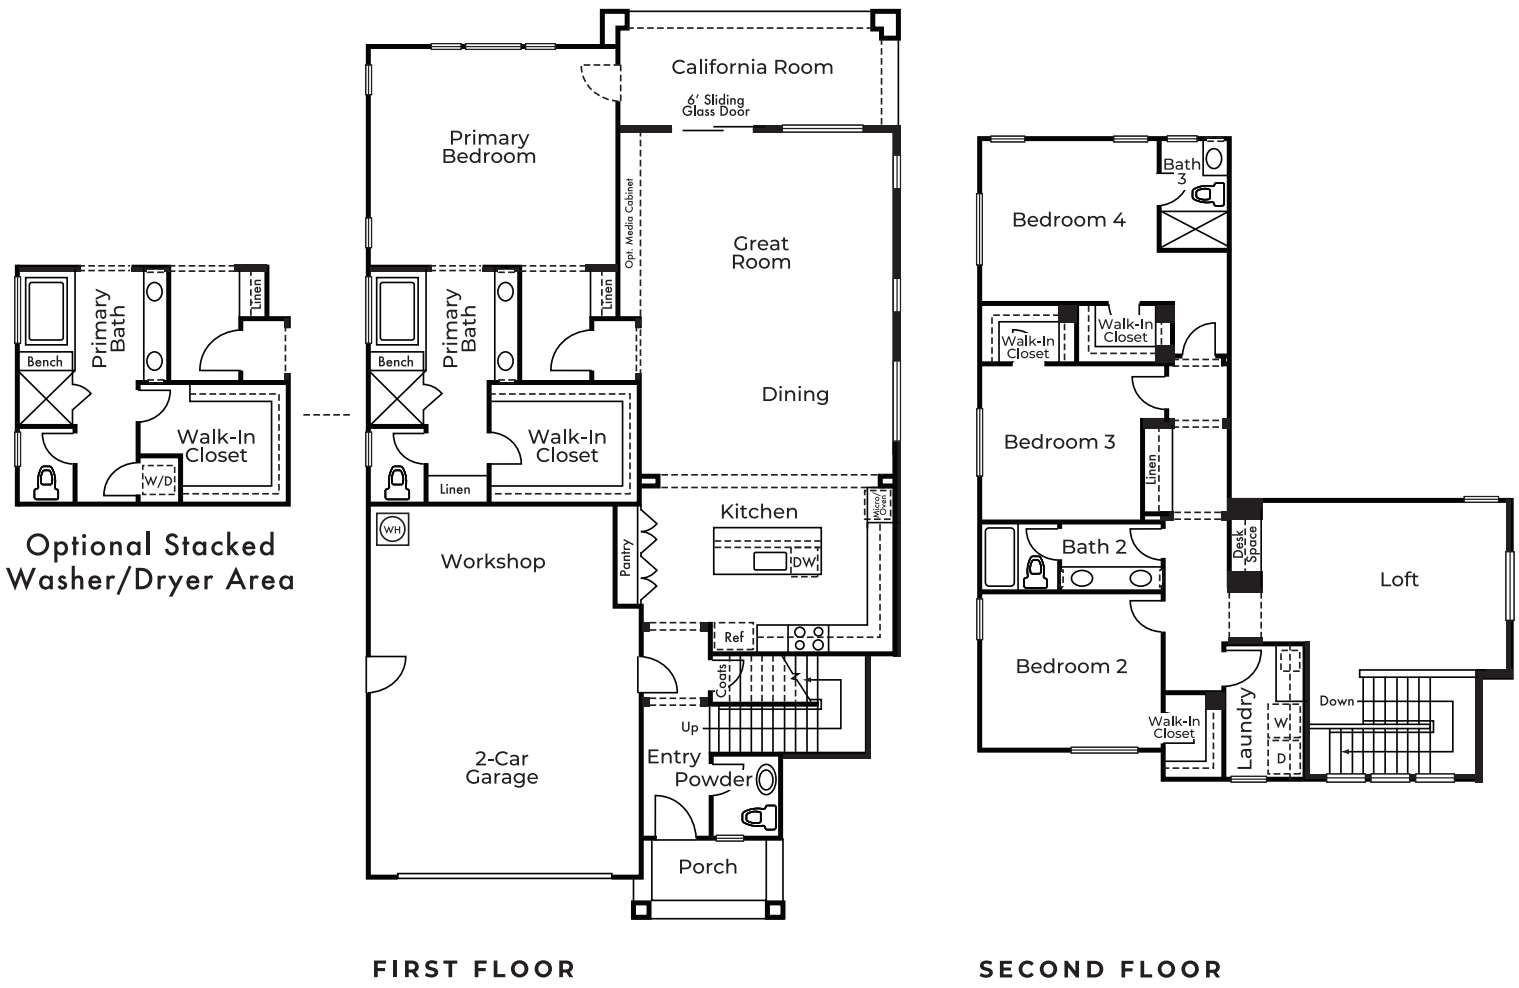 California Room
6' Sliding
Glass Door
Primary
Bedroom
Opt. Media Cabinet
Great
Room
Linen
Primary
Bath
Bench
Dining
Walk-In
Closet
Linen
Kitchen
Micro/
Oven
DW
Pantry
Ref
WH
Workshop
Coats
Up
Entry
Powder
2-Car
Garage
Porch
FIRST FLOOR
Linen
Primary
Bath
Bench
Walk-In
Closet
W/D
Optional Stacked
Washer/Dryer Area
Bath
3
Bedroom 4
Walk-In
Closet
Walk-In
Closet
Bedroom 3
Linen
Bath 2
Desk
Space
Loft
Bedroom 2
Walk-In
Closet
Laundry
W
D
Down
SECOND FLOOR